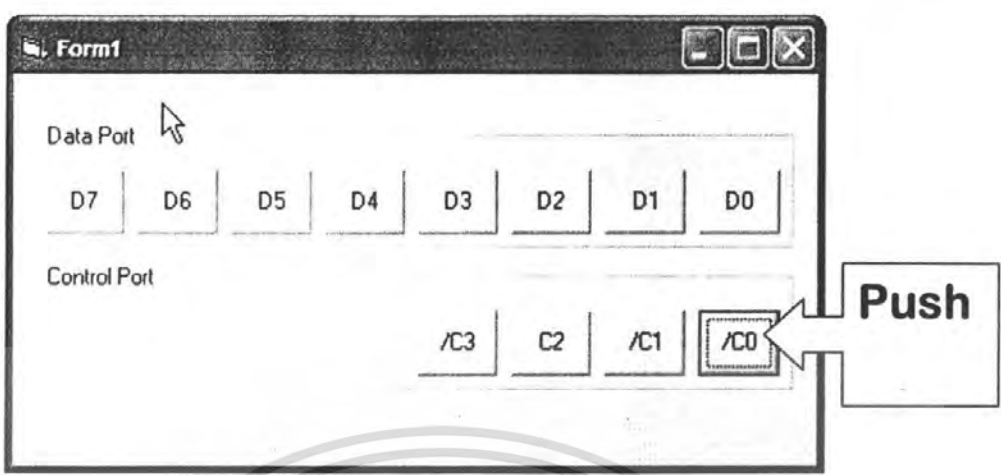 Form1
Data Port
D7 D6 D5 D4 D3 D2 D1 D0
Control Port
/C3 C2 /C1 /C0
Push